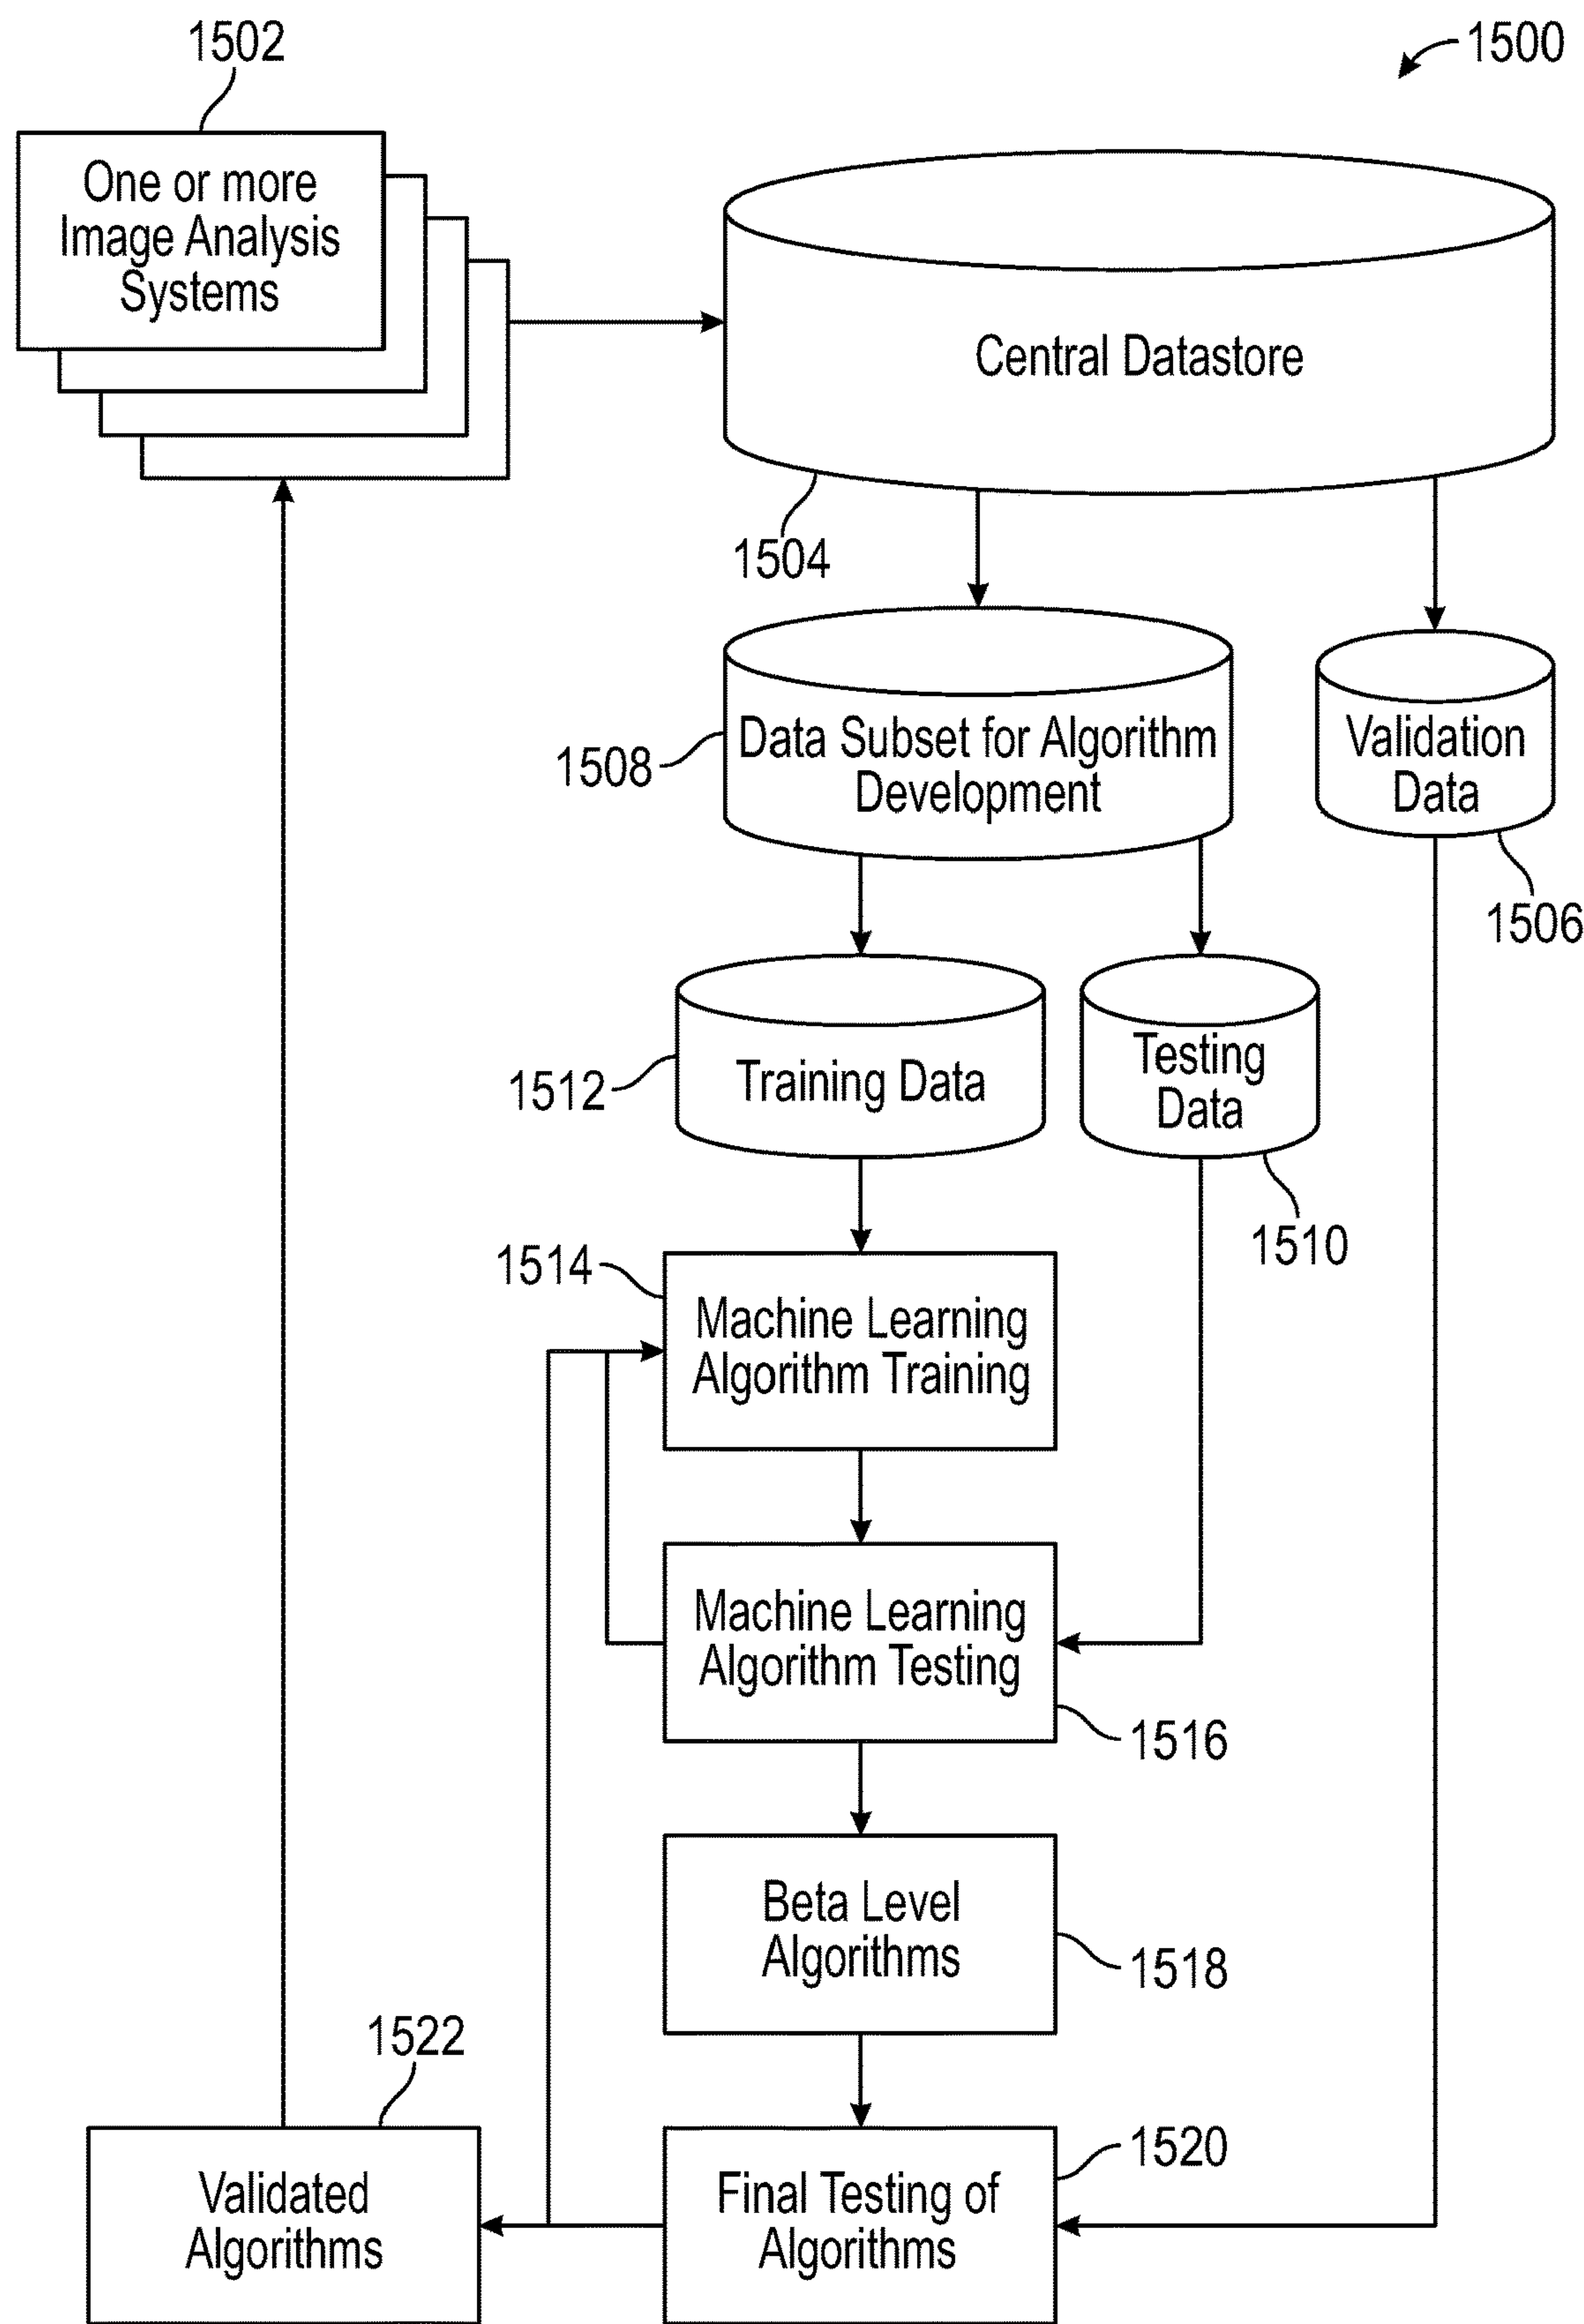 1502
1500
One or more
Image Analysis
Systems
Central Datastore
1504
1508
Data Subset for Algorithm
Development
Validation
Data
1506
1512
Training Data
Testing
Data
1510
1514
Machine Learning
Algorithm Training
Machine Learning
Algorithm Testing
1516
Beta Level
Algorithms
1518
1522
Validated
Algorithms
Final Testing of
Algorithms
1520